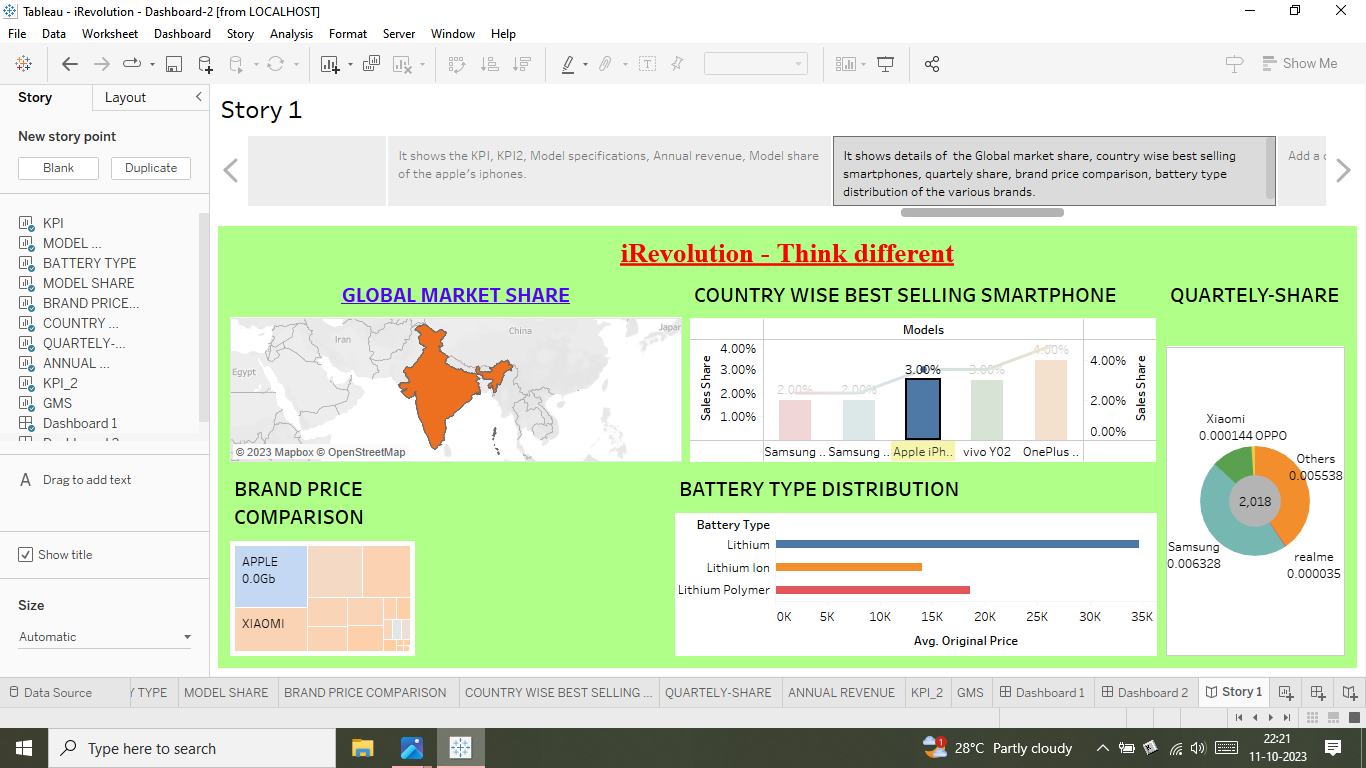 Tableau - iRevolution - Dashboard-2 [from LOCALHOST]
File Data Worksheet Dashboard Story Analysis Format Server Window Help
Show Me
Story Layout
New story point
Blank Duplicate
KPI
MODEL ...
BATTERY TYPE
MODEL SHARE
BRAND PRICE...
COUNTRY ...
QUARTELY-...
ANNUAL ...
KPI_2
GMS
Dashboard 1
Drag to add text
Show title
Size
Automatic
Story 1
It shows the KPI, KPI2, Model specifications, Annual revenue, Model share
of the apple's iphones.
It shows details of the Global market share, country wise best selling
smartphones, quartely share, brand price comparison, battery type
distribution of the various brands.
Add a
iRevolution - Think different
GLOBAL MARKET SHARE
Iran
China
Egypt
© 2023 Mapbox © OpenStreetMap
COUNTRY WISE BEST SELLING SMARTPHONE
Models
Sales Share
4.00%
3.00%
2.00%
1.00%
2.00% 2.00% 3.00% 3.00% 4.00%
4.00%
2.00%
0.00%
Sales Share
Samsung .. Samsung .. Apple iPh.. vivo Y02 OnePlus ..
QUARTELY-SHARE
Xiaomi
0.000144 OPPO
Others
0.005538
2,018
Samsung
0.006328
realme
0.000035
BRAND PRICE
COMPARISON
APPLE
0.0Gb
XIAOMI
BATTERY TYPE DISTRIBUTION
Battery Type
Lithium
Lithium Ion
Lithium Polymer
0K 5K 10K 15K 20K 25K 30K 35K
Avg. Original Price
Data Source Y TYPE MODEL SHARE BRAND PRICE COMPARISON COUNTRY WISE BEST SELLING ... QUARTELY-SHARE ANNUAL REVENUE KPI_2 GMS Dashboard 1 Dashboard 2 Story 1
Type here to search
1
28°C Partly cloudy
22:21
11-10-2023